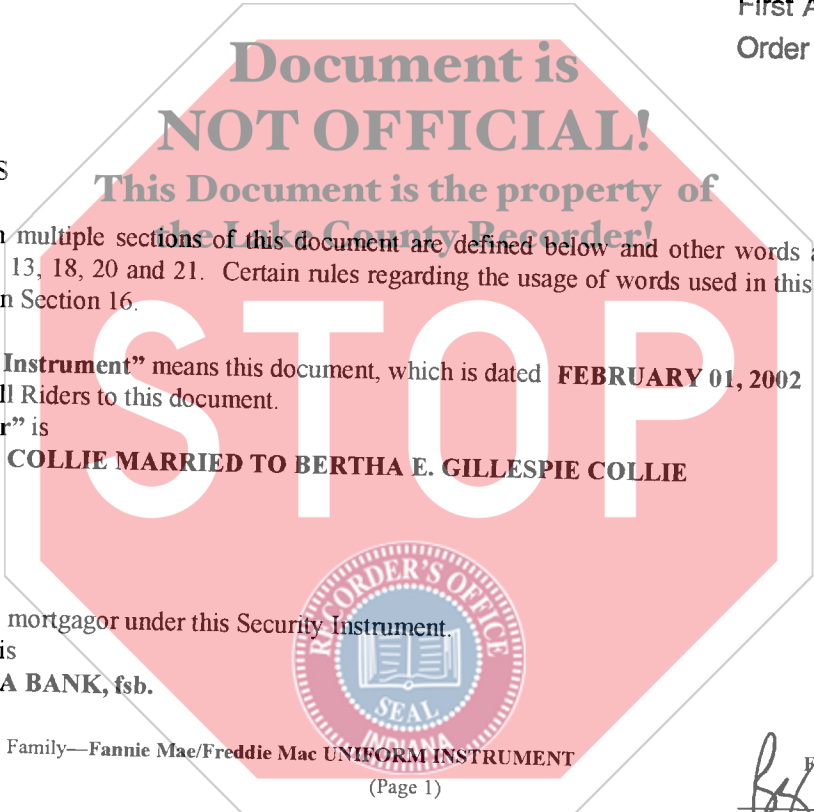 First A
Order
Document is
NOT OFFICIAL!
S
This Document is the property of
the Lake County Recorder!
n multiple sections of this document are defined below and other words a
13, 18, 20 and 21. Certain rules regarding the usage of words used in this
n Section 16.
STOP
Instrument” means this document, which is dated FEBRUARY 01, 2002
ll Riders to this document.
r” is
COLLIE MARRIED TO BERTHA E. GILLESPIE COLLIE
RECORDER'S OFFICE
mortgagor under this Security Instrument.
is
A BANK, fsb.
SEAL
INDIANA
Family—Fannie Mae/Freddie Mac UNIFORM INSTRUMENT
(Page 1)
F